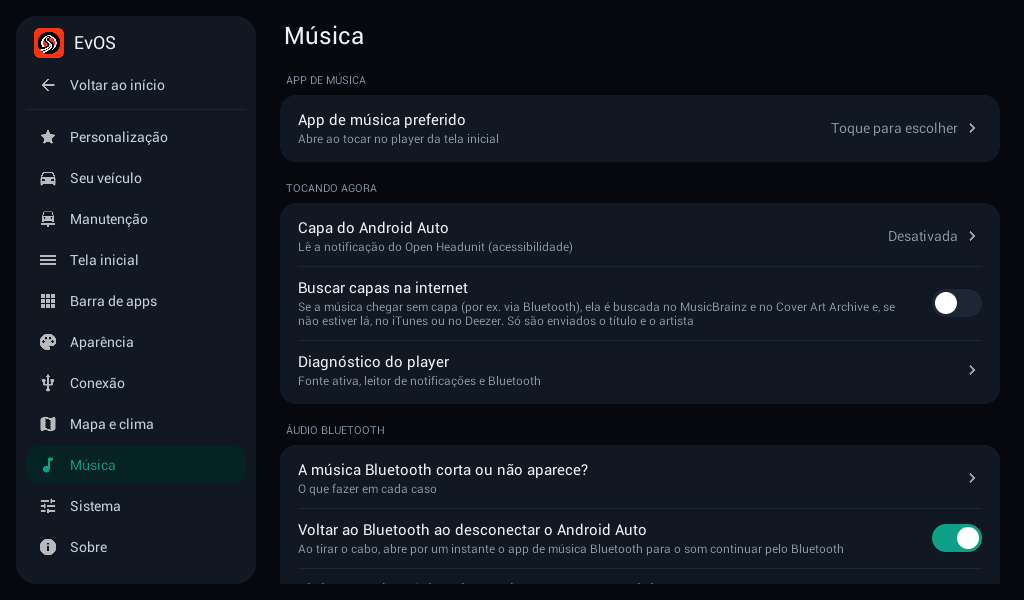 EvOS
Voltar ao início
Personalização
Seu veículo
Manutenção
Tela inicial
Barra de apps
Aparência
Conexão
Mapa e clima
Música
Sistema
Sobre
Música
APP DE MÚSICA
App de música preferido
Abre ao tocar no player da tela inicial
Toque para escolher
TOCANDO AGORA
Capa do Android Auto
Lê a notificação do Open Headunit (acessibilidade)
Desativada
Buscar capas na internet
Se a música chegar sem capa (por ex. via Bluetooth), ela é buscada no MusicBrainz e no Cover Art Archive e, se
não estiver lá, no iTunes ou no Deezer. Só são enviados o título e o artista
Diagnóstico do player
Fonte ativa, leitor de notificações e Bluetooth
ÁUDIO BLUETOOTH
A música Bluetooth corta ou não aparece?
O que fazer em cada caso
Voltar ao Bluetooth ao desconectar o Android Auto
Ao tirar o cabo, abre por um instante o app de música Bluetooth para o som continuar pelo Bluetooth